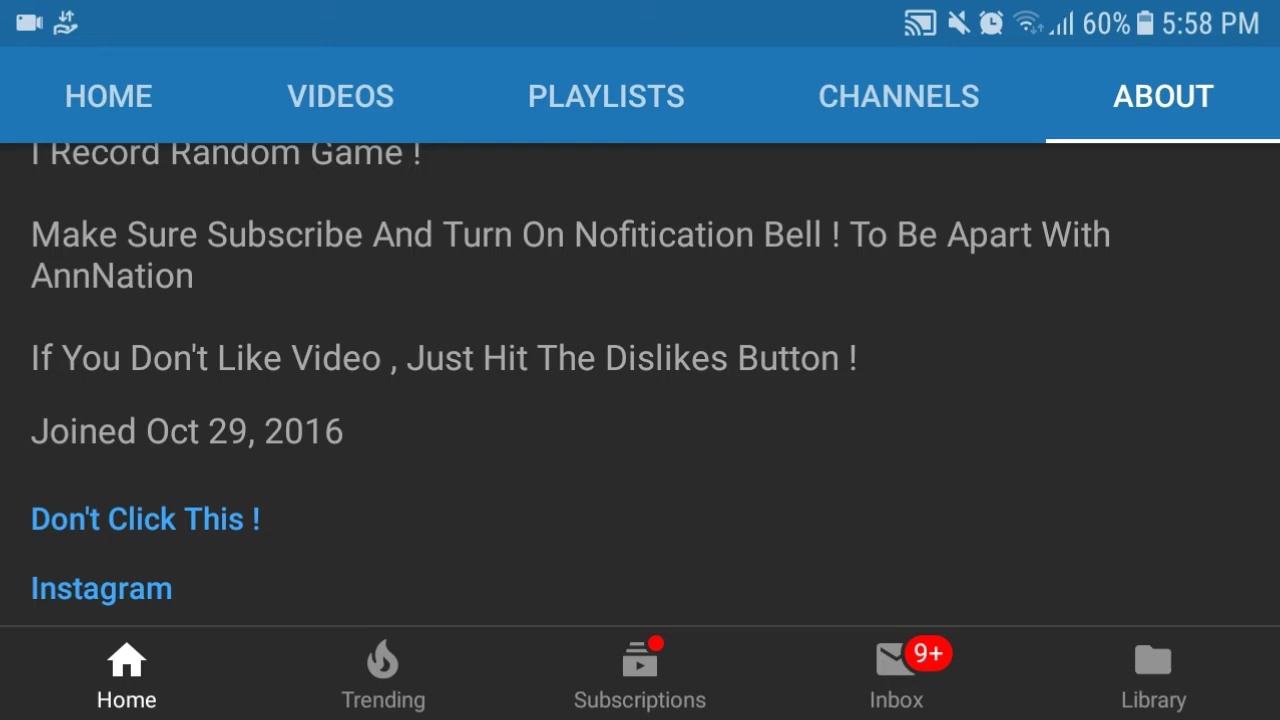 60% 5:58 PM
HOME VIDEOS PLAYLISTS CHANNELS ABOUT
I Record Random Game !
Make Sure Subscribe And Turn On Nofitication Bell ! To Be Apart With
AnnNation
If You Don't Like Video , Just Hit The Dislikes Button !
Joined Oct 29, 2016
Don't Click This !
Instagram
9+
Home Trending Subscriptions Inbox Library